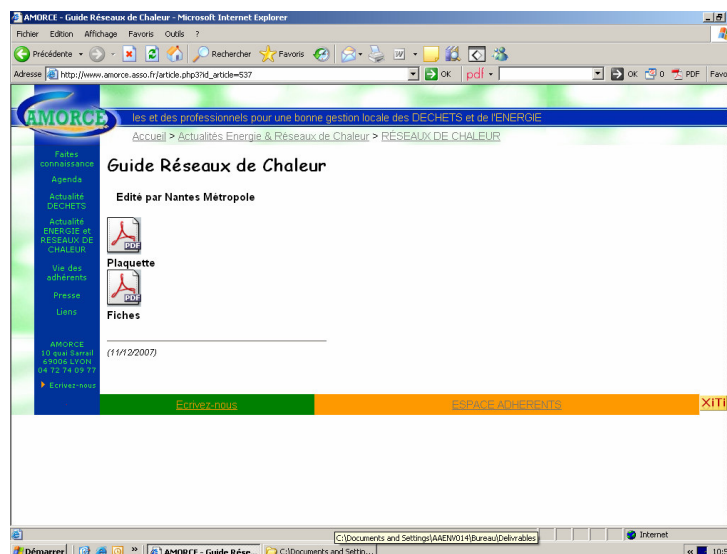 AMORCE - Guide Réseaux de Chaleur - Microsoft Internet Explorer
Fichier Edition Affichage Favoris Outils ?
Précédente Rechercher Favoris
Adresse http://www.amorce.asso.fr/article.php3?id_article=537 OK pdf OK 0 PDF Favo
AMORCE les et des professionnels pour une bonne gestion locale des DECHETS et de l'ENERGIE
Accueil > Actualités Energie & Réseaux de Chaleur > RÉSEAUX DE CHALEUR
Faites
connaissance
Agenda
Actualité
DECHETS
Actualité
ENERGIE et
RESEAUX DE
CHALEUR
Vie des
adhérents
Presse
Liens
AMORCE
10 quai Sarrail
69006 LYON
04 72 74 09 77
Ecrivez-nous
Guide Réseaux de Chaleur
Edité par Nantes Métropole
PDF
Plaquette
PDF
Fiches
(11/12/2007)
Ecrivez-nous ESPACE ADHERENTS XiTi
C:\Documents and Settings\AAENV014\Bureau\Delivrables
Internet
Démarrer » AMORCE - Guide Rése... C:\Documents and Settin... «